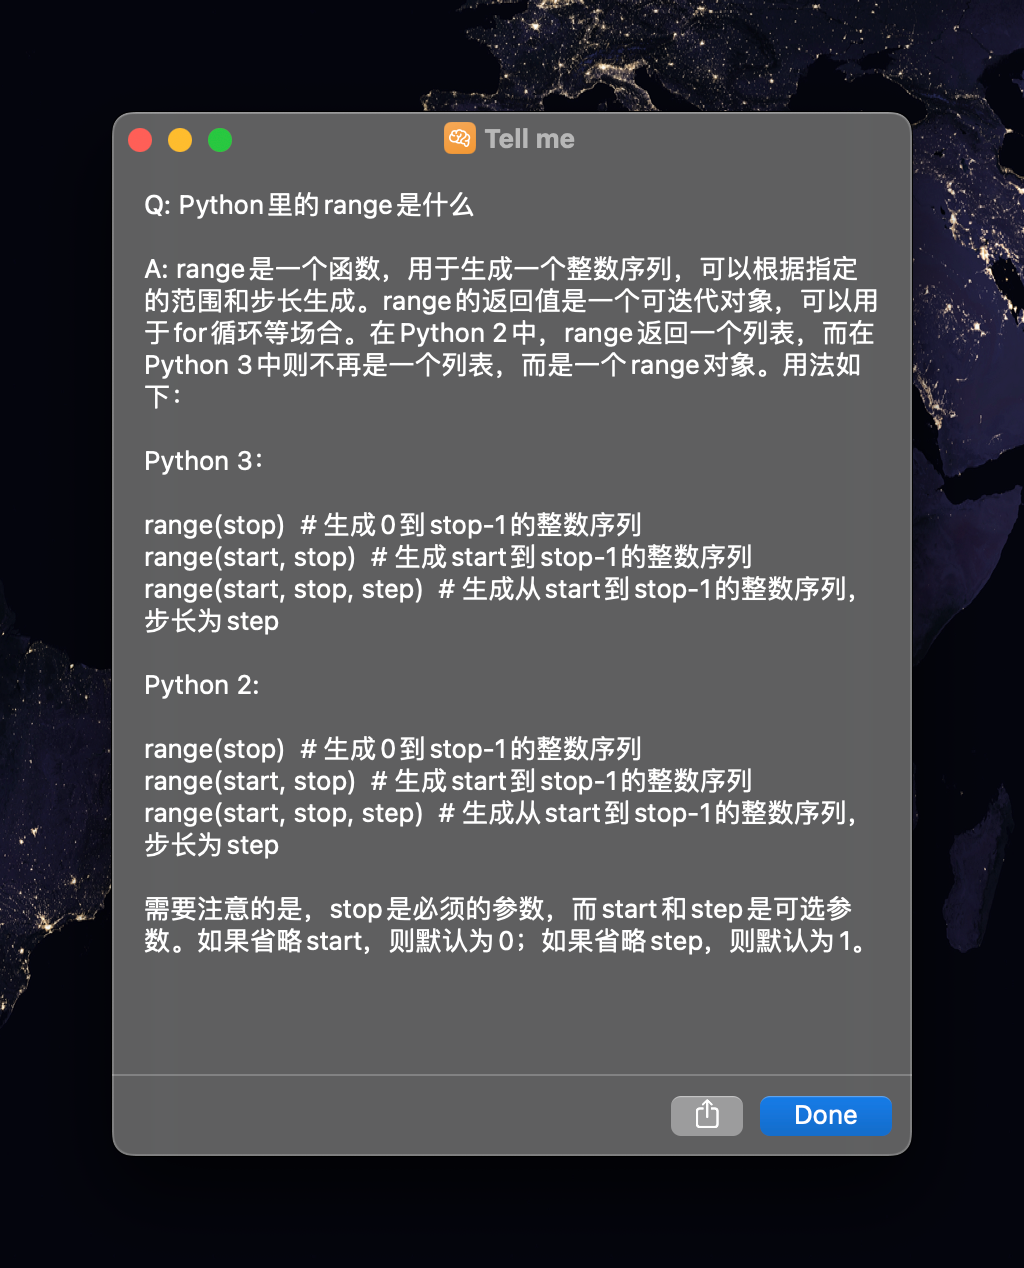 Tell me
Q: Python里的range是什么
A: range是一个函数，用于生成一个整数序列，可以根据指定
的范围和步长生成。range的返回值是一个可迭代对象，可以用
于for循环等场合。在Python 2中，range返回一个列表，而在
Python 3中则不再是一个列表，而是一个range对象。用法如
下：
Python 3：
range(stop)  # 生成0到stop-1的整数序列
range(start, stop)  # 生成start到stop-1的整数序列
range(start, stop, step)  # 生成从start到stop-1的整数序列，
步长为step
Python 2:
range(stop)  # 生成0到stop-1的整数序列
range(start, stop)  # 生成start到stop-1的整数序列
range(start, stop, step)  # 生成从start到stop-1的整数序列，
步长为step
需要注意的是，stop是必须的参数，而start和step是可选参
数。如果省略start，则默认为0；如果省略step，则默认为1。
Done